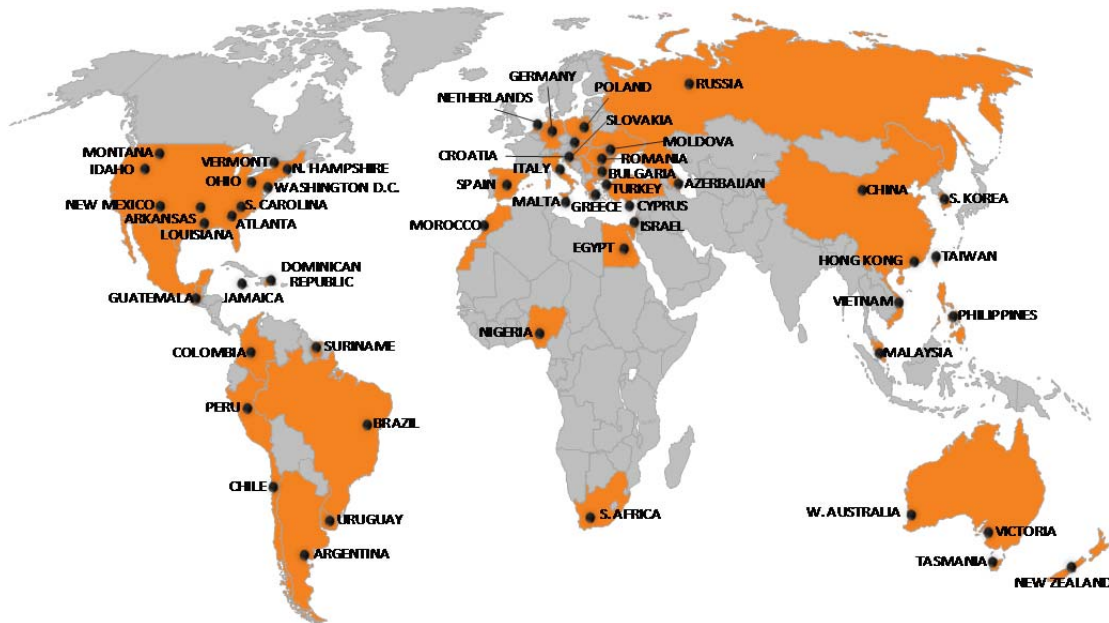 GERMANY
POLAND
NETHERLANDS
SLOVAKIA
RUSSIA
MONTANA
VERMONT
N. HAMPSHIRE
IDAHO
OHIO
WASHINGTON D.C.
NEW MEXICO
S. CAROLINA
ARKANSAS
ATLANTA
LOUISIANA
CROATIA
MOLDOVA
ROMANIA
ITALY
BULGARIA
SPAIN
TURKEY
AZERBAIJAN
MALTA
GREECE
CYPRUS
MOROCCO
ISRAEL
EGYPT
CHINA
S. KOREA
HONG KONG
TAIWAN
DOMINICAN
REPUBLIC
GUATEMALA
JAMAICA
VIETNAM
PHILIPPINES
NIGERIA
COLOMBIA
SURINAME
MALAYSIA
PERU
BRAZIL
CHILE
URUGUAY
ARGENTINA
S. AFRICA
W. AUSTRALIA
VICTORIA
TASMANIA
NEW ZEALAND